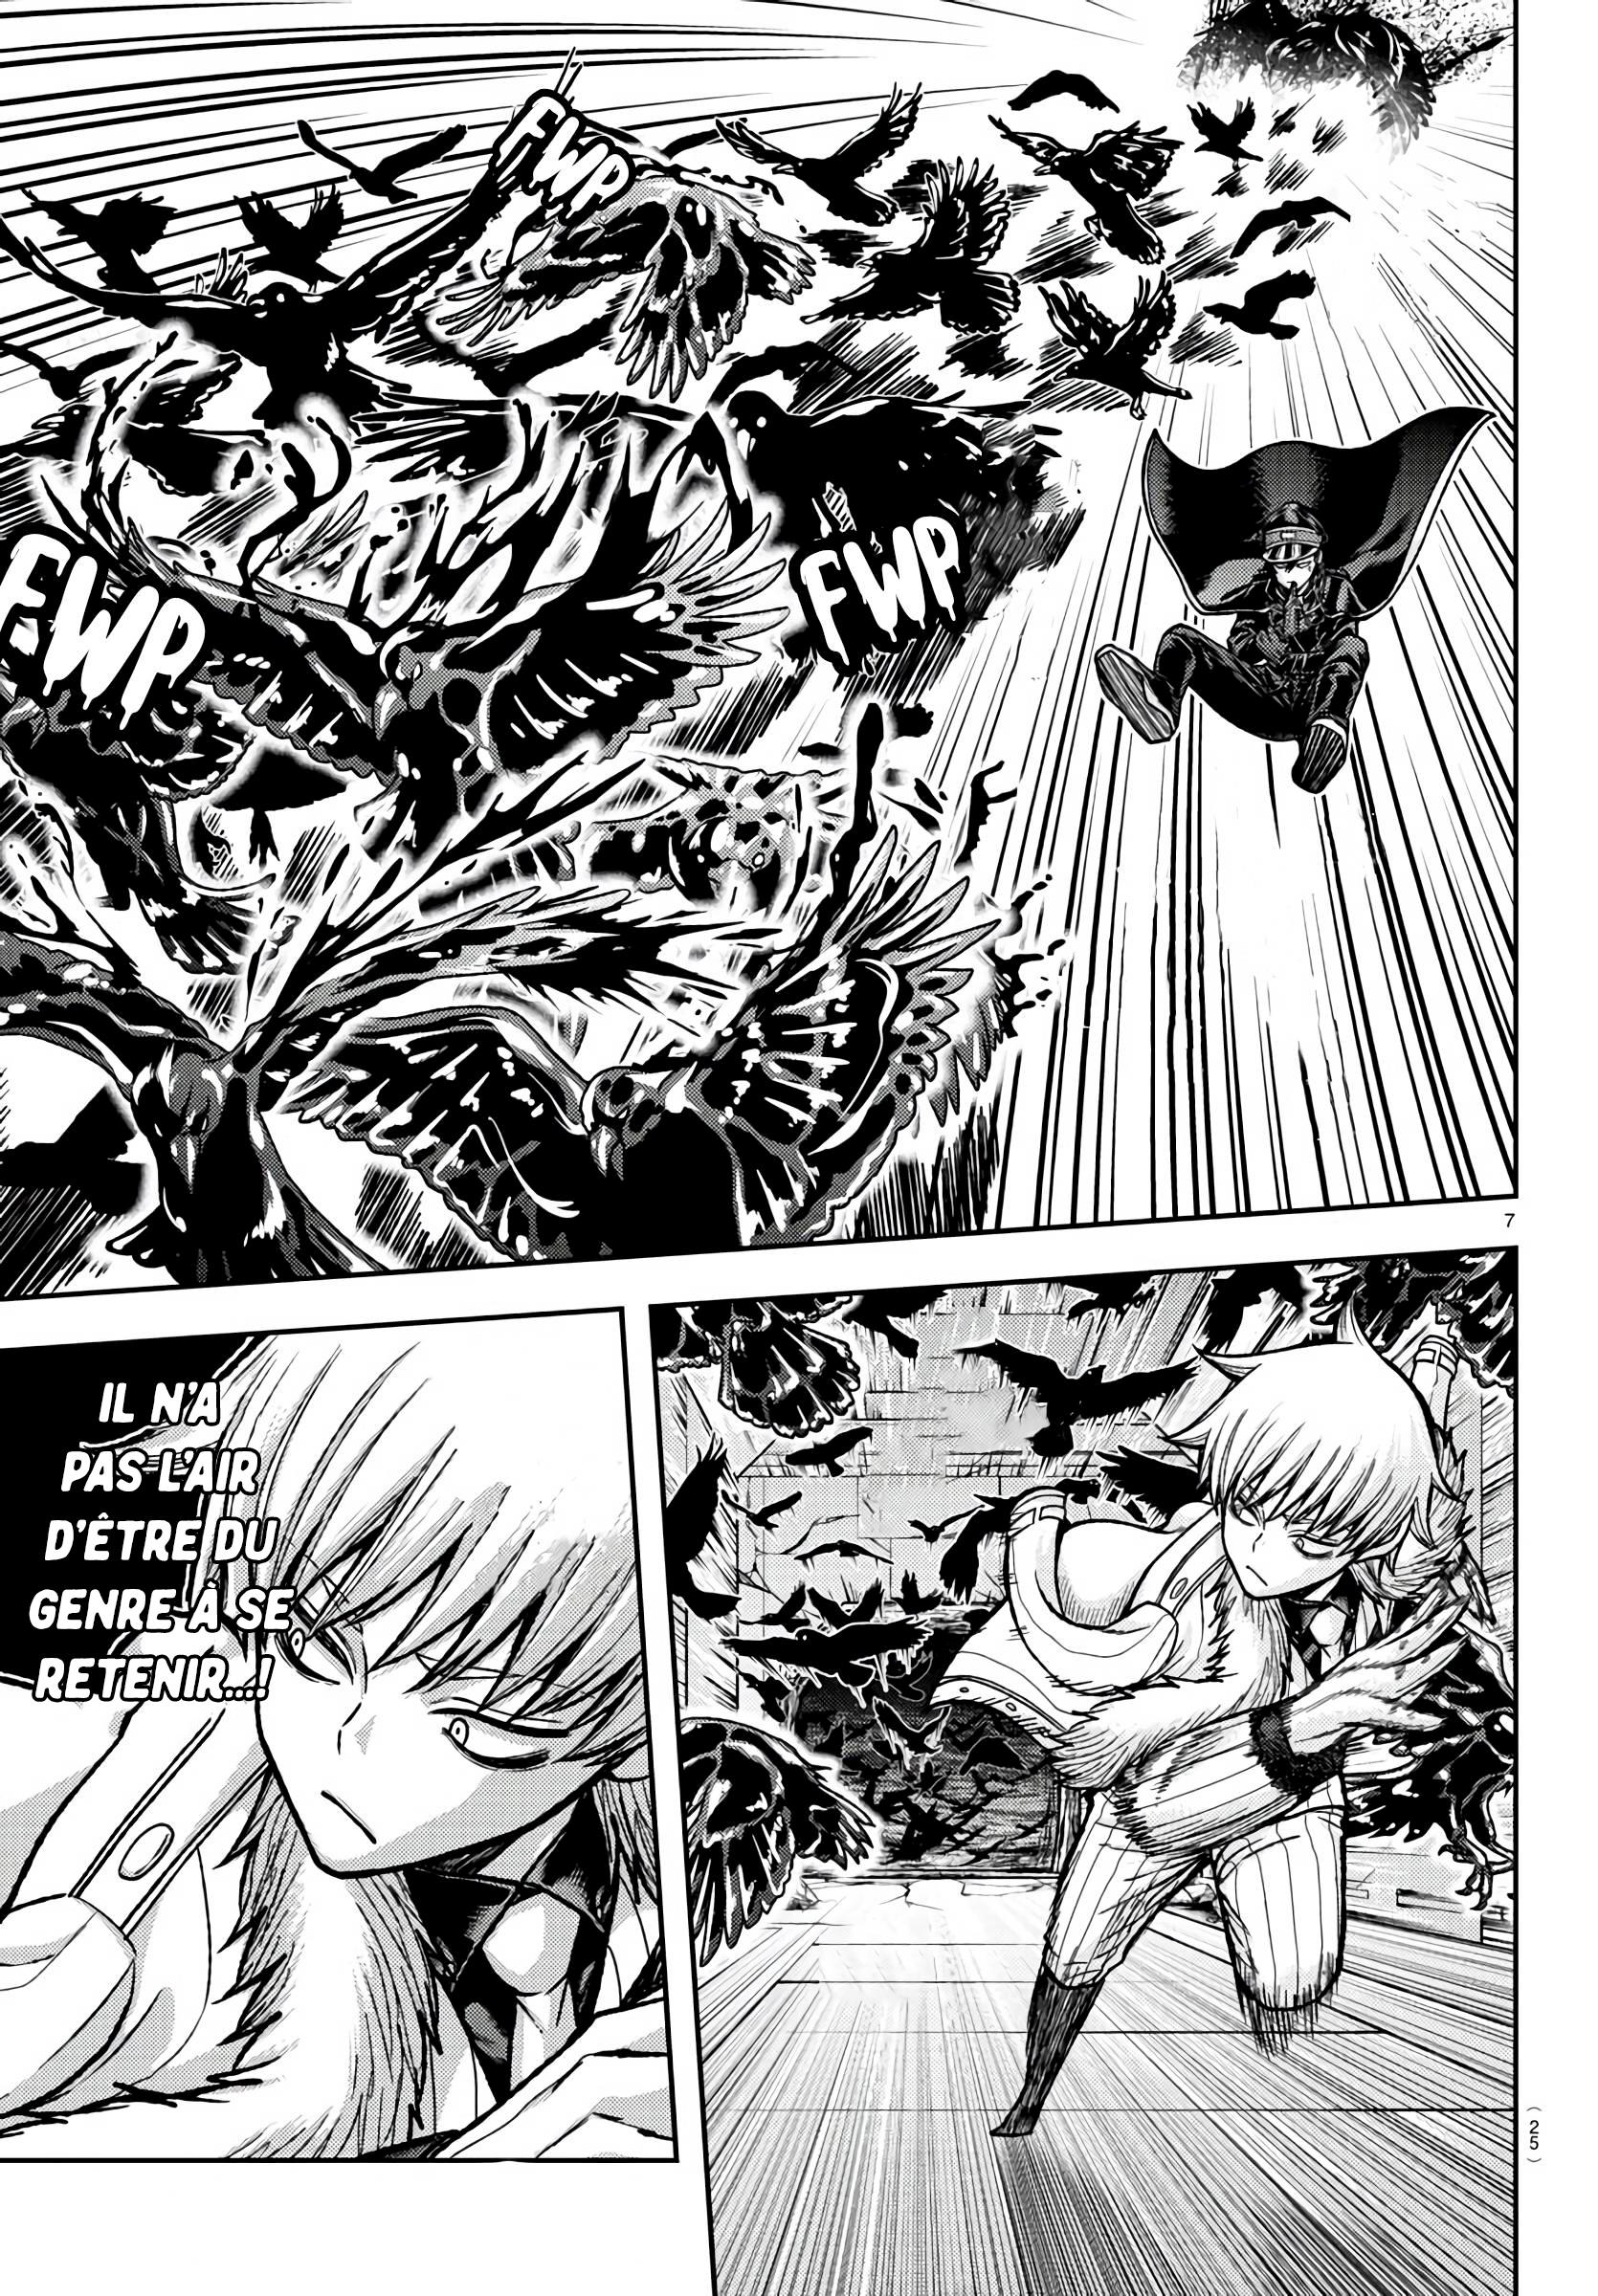 FWP
FWP
FWP
7
IL N'A
PAS L'AIR
D'ÊTRE DU
GENRE À SE
RETENIR...!
(25)